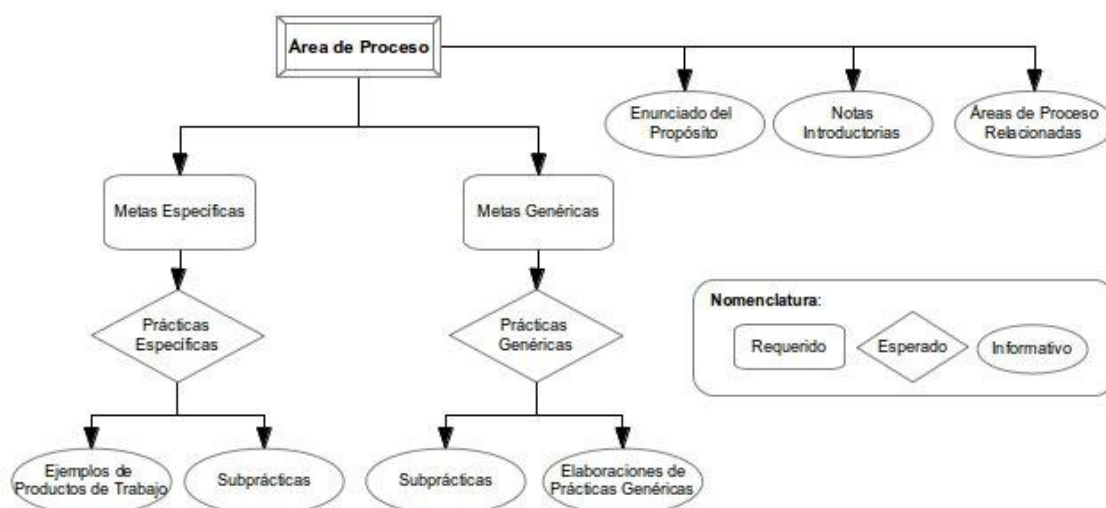 Área de Proceso
Enunciado del
Propósito
Notas
Introductorias
Áreas de Proceso
Relacionadas
Metas Específicas
Metas Genéricas
Prácticas
Específicas
Prácticas
Genéricas
Nomenclatura:
Requerido
Esperado
Informativo
Ejemplos de
Productos de Trabajo
Subprácticas
Subprácticas
Elaboraciones de
Prácticas Genéricas